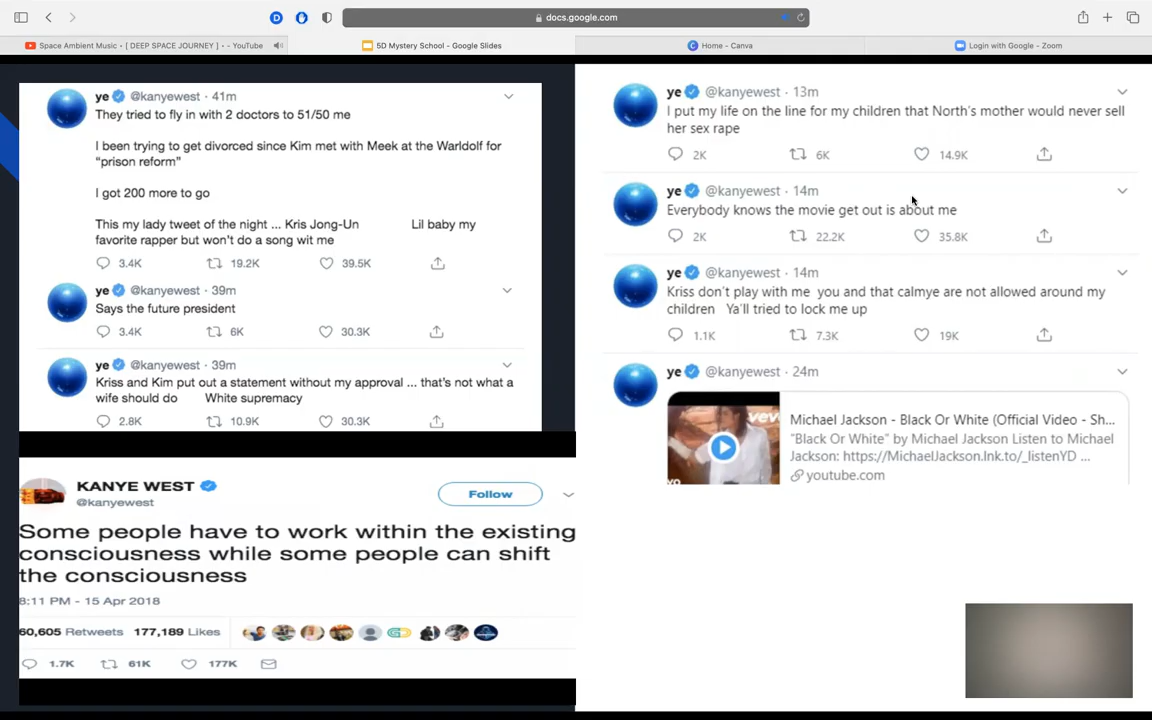 docs.google.com
Space Ambient Music • [ DEEP SPACE JOURNEY ] • - YouTube
5D Mystery School - Google Slides
Home - Canva
Login with Google - Zoom
ye @kanyewest · 41m
They tried to fly in with 2 doctors to 51/50 me
I been trying to get divorced since Kim met with Meek at the Warldolf for
“prison reform”
I got 200 more to go
This my lady tweet of the night ... Kris Jong-Un Lil baby my
favorite rapper but won’t do a song wit me
3.4K 19.2K 39.5K
ye @kanyewest · 39m
Says the future president
3.4K 6K 30.3K
ye @kanyewest · 39m
Kriss and Kim put out a statement without my approval ... that’s not what a
wife should do White supremacy
2.8K 10.9K 30.3K
KANYE WEST
@kanyewest
Follow
Some people have to work within the existing
consciousness while some people can shift
the consciousness
8:11 PM - 15 Apr 2018
60,605 Retweets 177,189 Likes
1.7K 61K 177K
ye @kanyewest · 13m
I put my life on the line for my children that North’s mother would never sell
her sex rape
2K 6K 14.9K
ye @kanyewest · 14m
Everybody knows the movie get out is about me
2K 22.2K 35.8K
ye @kanyewest · 14m
Kriss don’t play with me you and that calmye are not allowed around my
children Ya’ll tried to lock me up
1.1K 7.3K 19K
ye @kanyewest · 24m
vevo
Michael Jackson - Black Or White (Official Video - Sh...
“Black Or White” by Michael Jackson Listen to Michael
Jackson: https://MichaelJackson.lnk.to/_listenYD ...
youtube.com